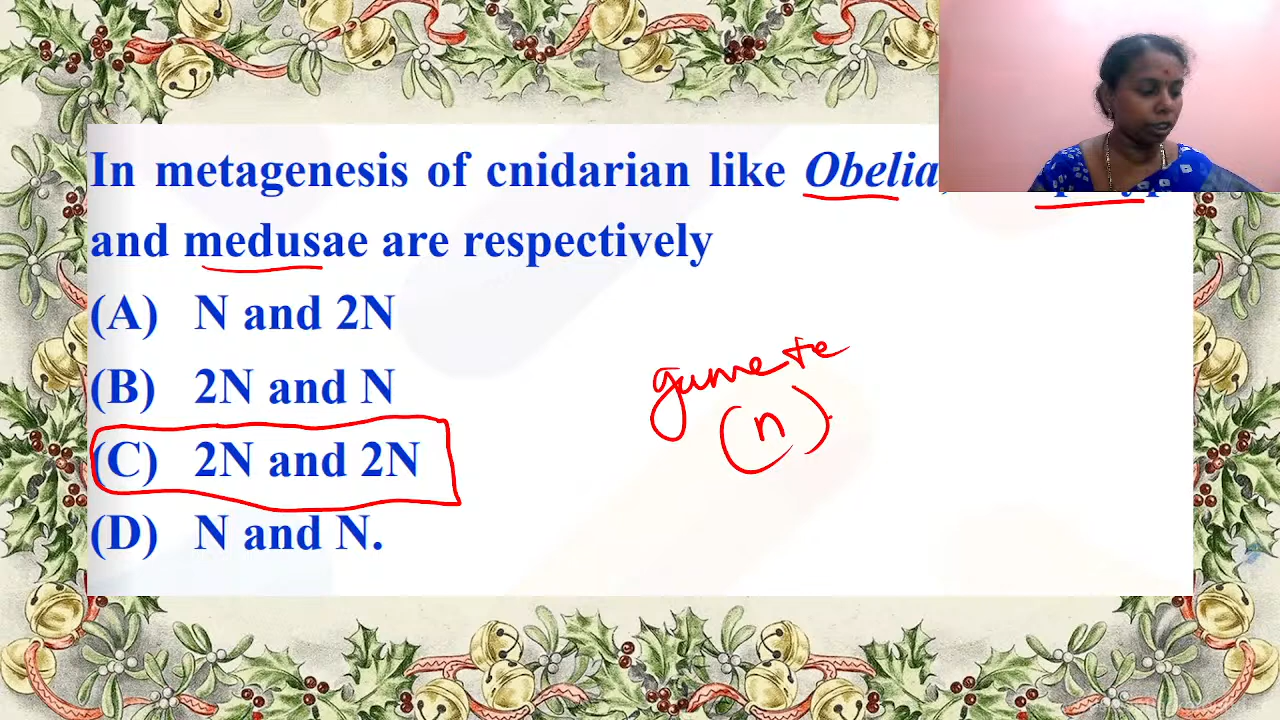 In metagenesis of cnidarian like Obelia,
and medusae are respectively
(A) N and 2N
(B) 2N and N
gamete
(n)
(C) 2N and 2N
(D) N and N.